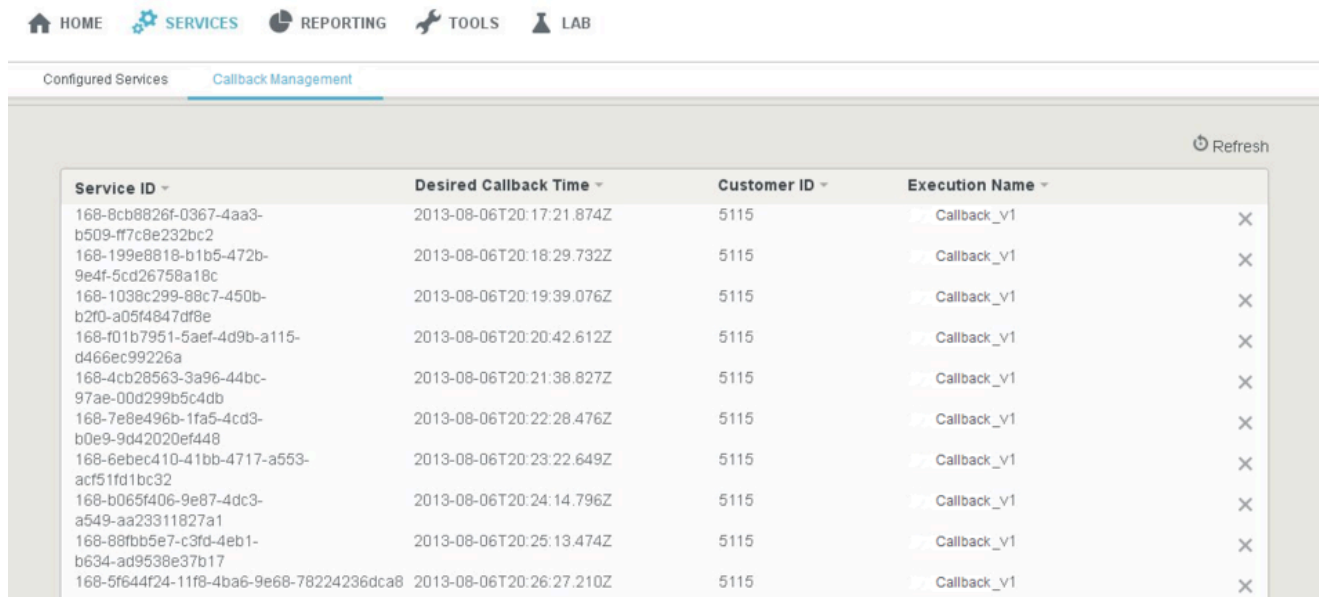 HOME SERVICES REPORTING TOOLS LAB
Configured Services Callback Management
Refresh
Service ID Desired Callback Time Customer ID Execution Name
168-8cb8826f-0367-4aa3- 2013-08-06T20:17:21.874Z 5115 Callback_v1
b509-ff7c8e232bc2
168-199e8818-b1b5-472b- 2013-08-06T20:18:29.732Z 5115 Callback_v1
9e4f-5cd26758a18c
168-1038c299-88c7-450b- 2013-08-06T20:19:39.076Z 5115 Callback_v1
b2f0-a05f4847df8e
168-f01b7951-5aef-4d9b-a115- 2013-08-06T20:20:42.612Z 5115 Callback_v1
d466ec99226a
168-4cb28563-3a96-44bc- 2013-08-06T20:21:38.827Z 5115 Callback_v1
97ae-00d299b5c4db
168-7e8e496b-1fa5-4cd3- 2013-08-06T20:22:28.476Z 5115 Callback_v1
b0e9-9d42020ef448
168-6ebec410-41bb-4717-a553- 2013-08-06T20:23:22.649Z 5115 Callback_v1
acf51fd1bc32
168-b065f406-9e87-4dc3- 2013-08-06T20:24:14.796Z 5115 Callback_v1
a549-aa23311827a1
168-88fbb5e7-c3fd-4eb1- 2013-08-06T20:25:13.474Z 5115 Callback_v1
b634-ad9538e37b17
168-5f644f24-11f8-4ba6-9e68-78224236dca8 2013-08-06T20:26:27.210Z 5115 Callback_v1